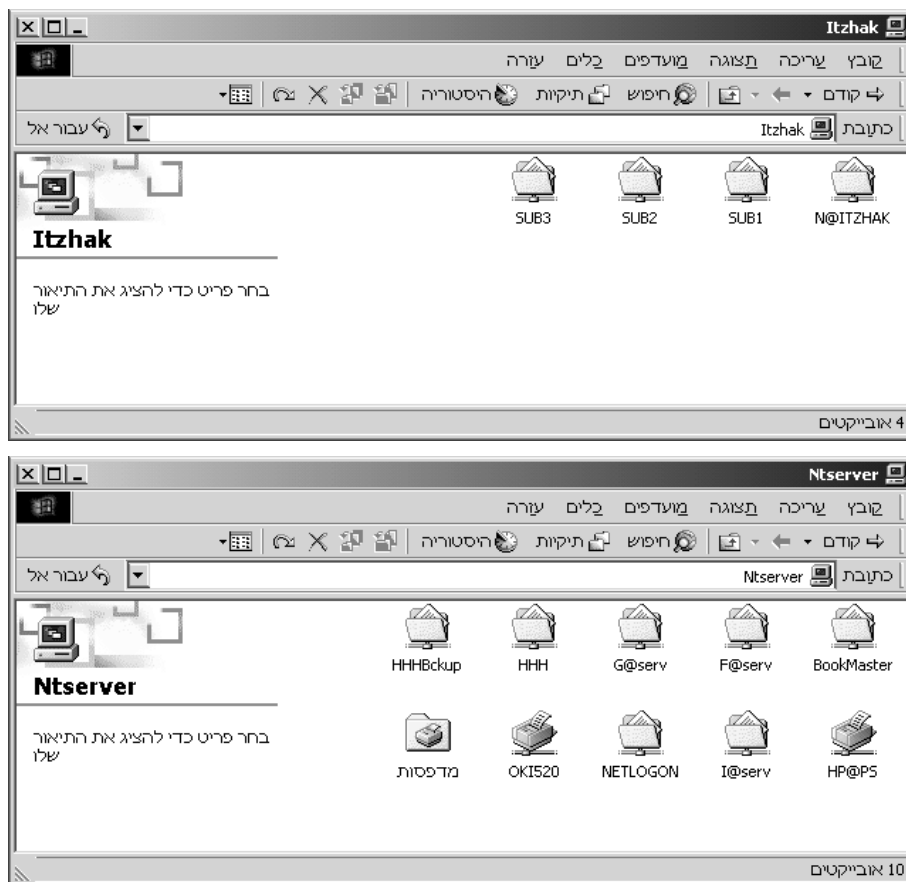 Itzhak
קובץ עריכה תצוגה מועדפים כלים עזרה
קודם חיפוש תיקיות היסטוריה
כתובת Itzhak עבור אל
N@ITZHAK SUB1 SUB2 SUB3
Itzhak
בחר פריט כדי להציג את התיאור
שלו
4 אובייקטים
Ntserver
קובץ עריכה תצוגה מועדפים כלים עזרה
קודם חיפוש תיקיות היסטוריה
כתובת Ntserver עבור אל
BookMaster F@serv G@serv HHH HHHBckup
Ntserver
HP@PS I@serv NETLOGON OKI520 מדפסות
בחר פריט כדי להציג את התיאור
שלו
10 אובייקטים